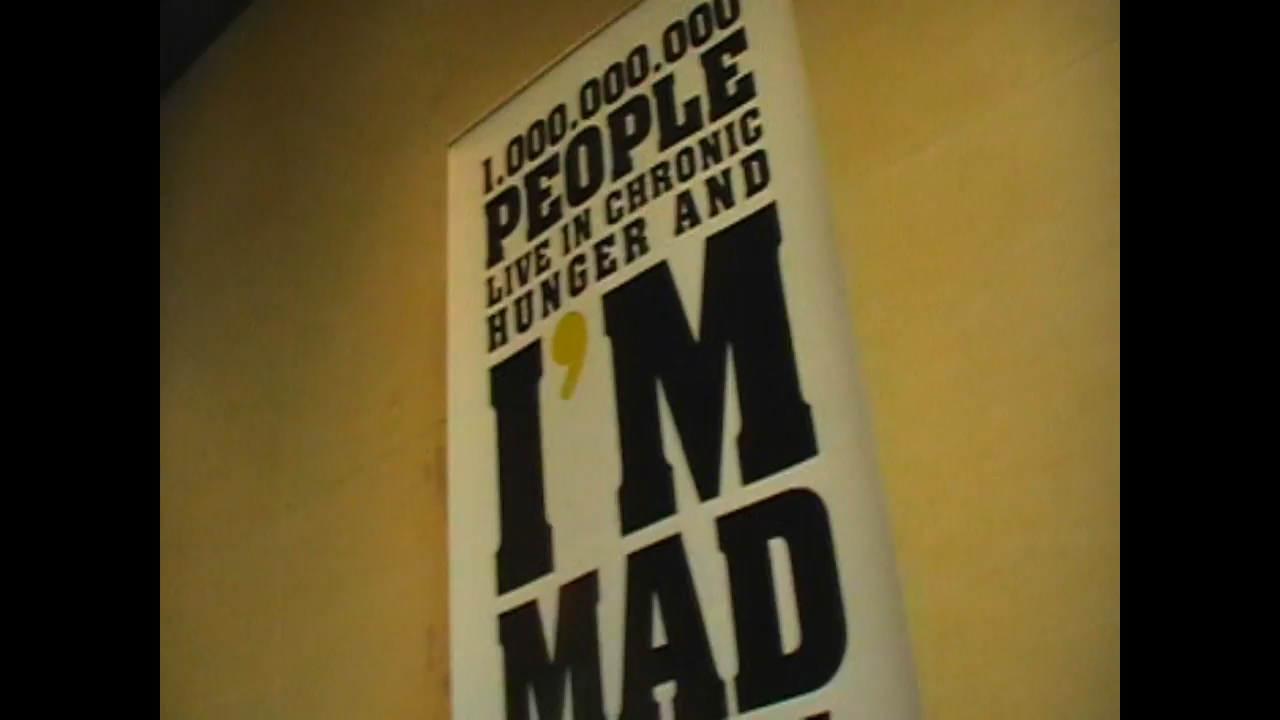 1.000.000.000
PEOPLE
LIVE IN CHRONIC
HUNGER AND
I'M
MAD